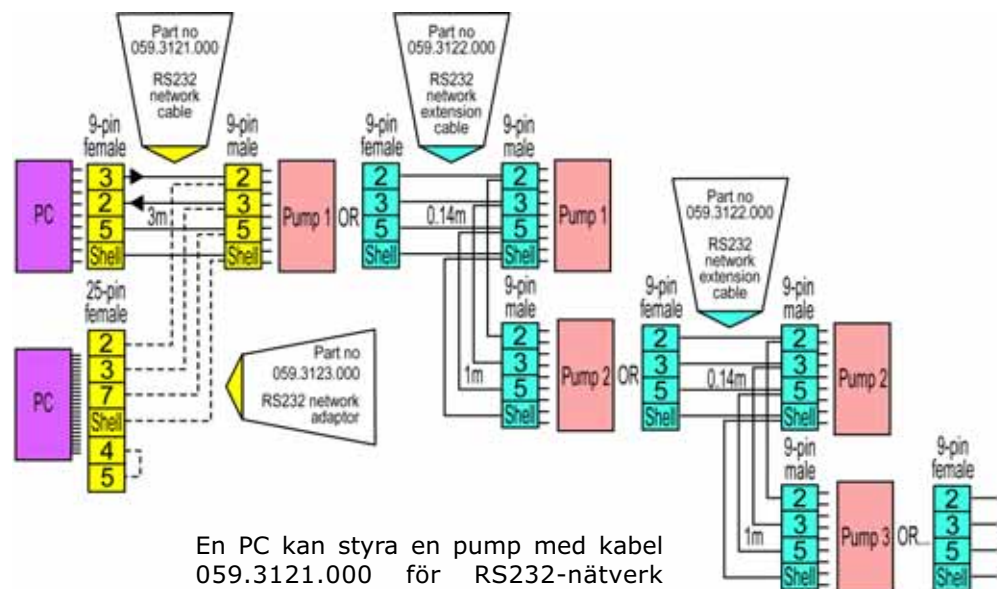 Part no
059.3121.000
RS232
network
cable
Part no
059.3122.000
RS232
network
extension
cable
9-pin
female
9-pin
male
9-pin
female
9-pin
male
PC
3
2
5
Shell
3m
2
3
5
Shell
Pump 1
OR
2
3
5
Shell
0.14m
2
3
5
Shell
Pump 1
Part no
059.3122.000
RS232
network
extension
cable
25-pin
female
PC
2
3
7
Shell
4
5
Part no
059.3123.000
RS232 network
adaptor
9-pin
male
1m
2
3
5
Shell
Pump 2
OR
9-pin
female
2
3
5
Shell
0.14m
9-pin
male
2
3
5
Shell
Pump 2
9-pin
male
1m
2
3
5
Shell
Pump 3
OR...
9-pin
female
2
3
5
Shell
En PC kan styra en pump med kabel
059.3121.000 för RS232-nätverk